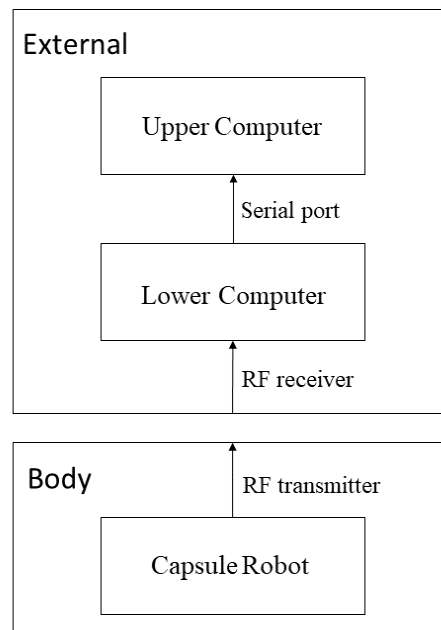 External
Upper Computer
Serial port
Lower Computer
RF receiver
Body
RF transmitter
Capsule Robot